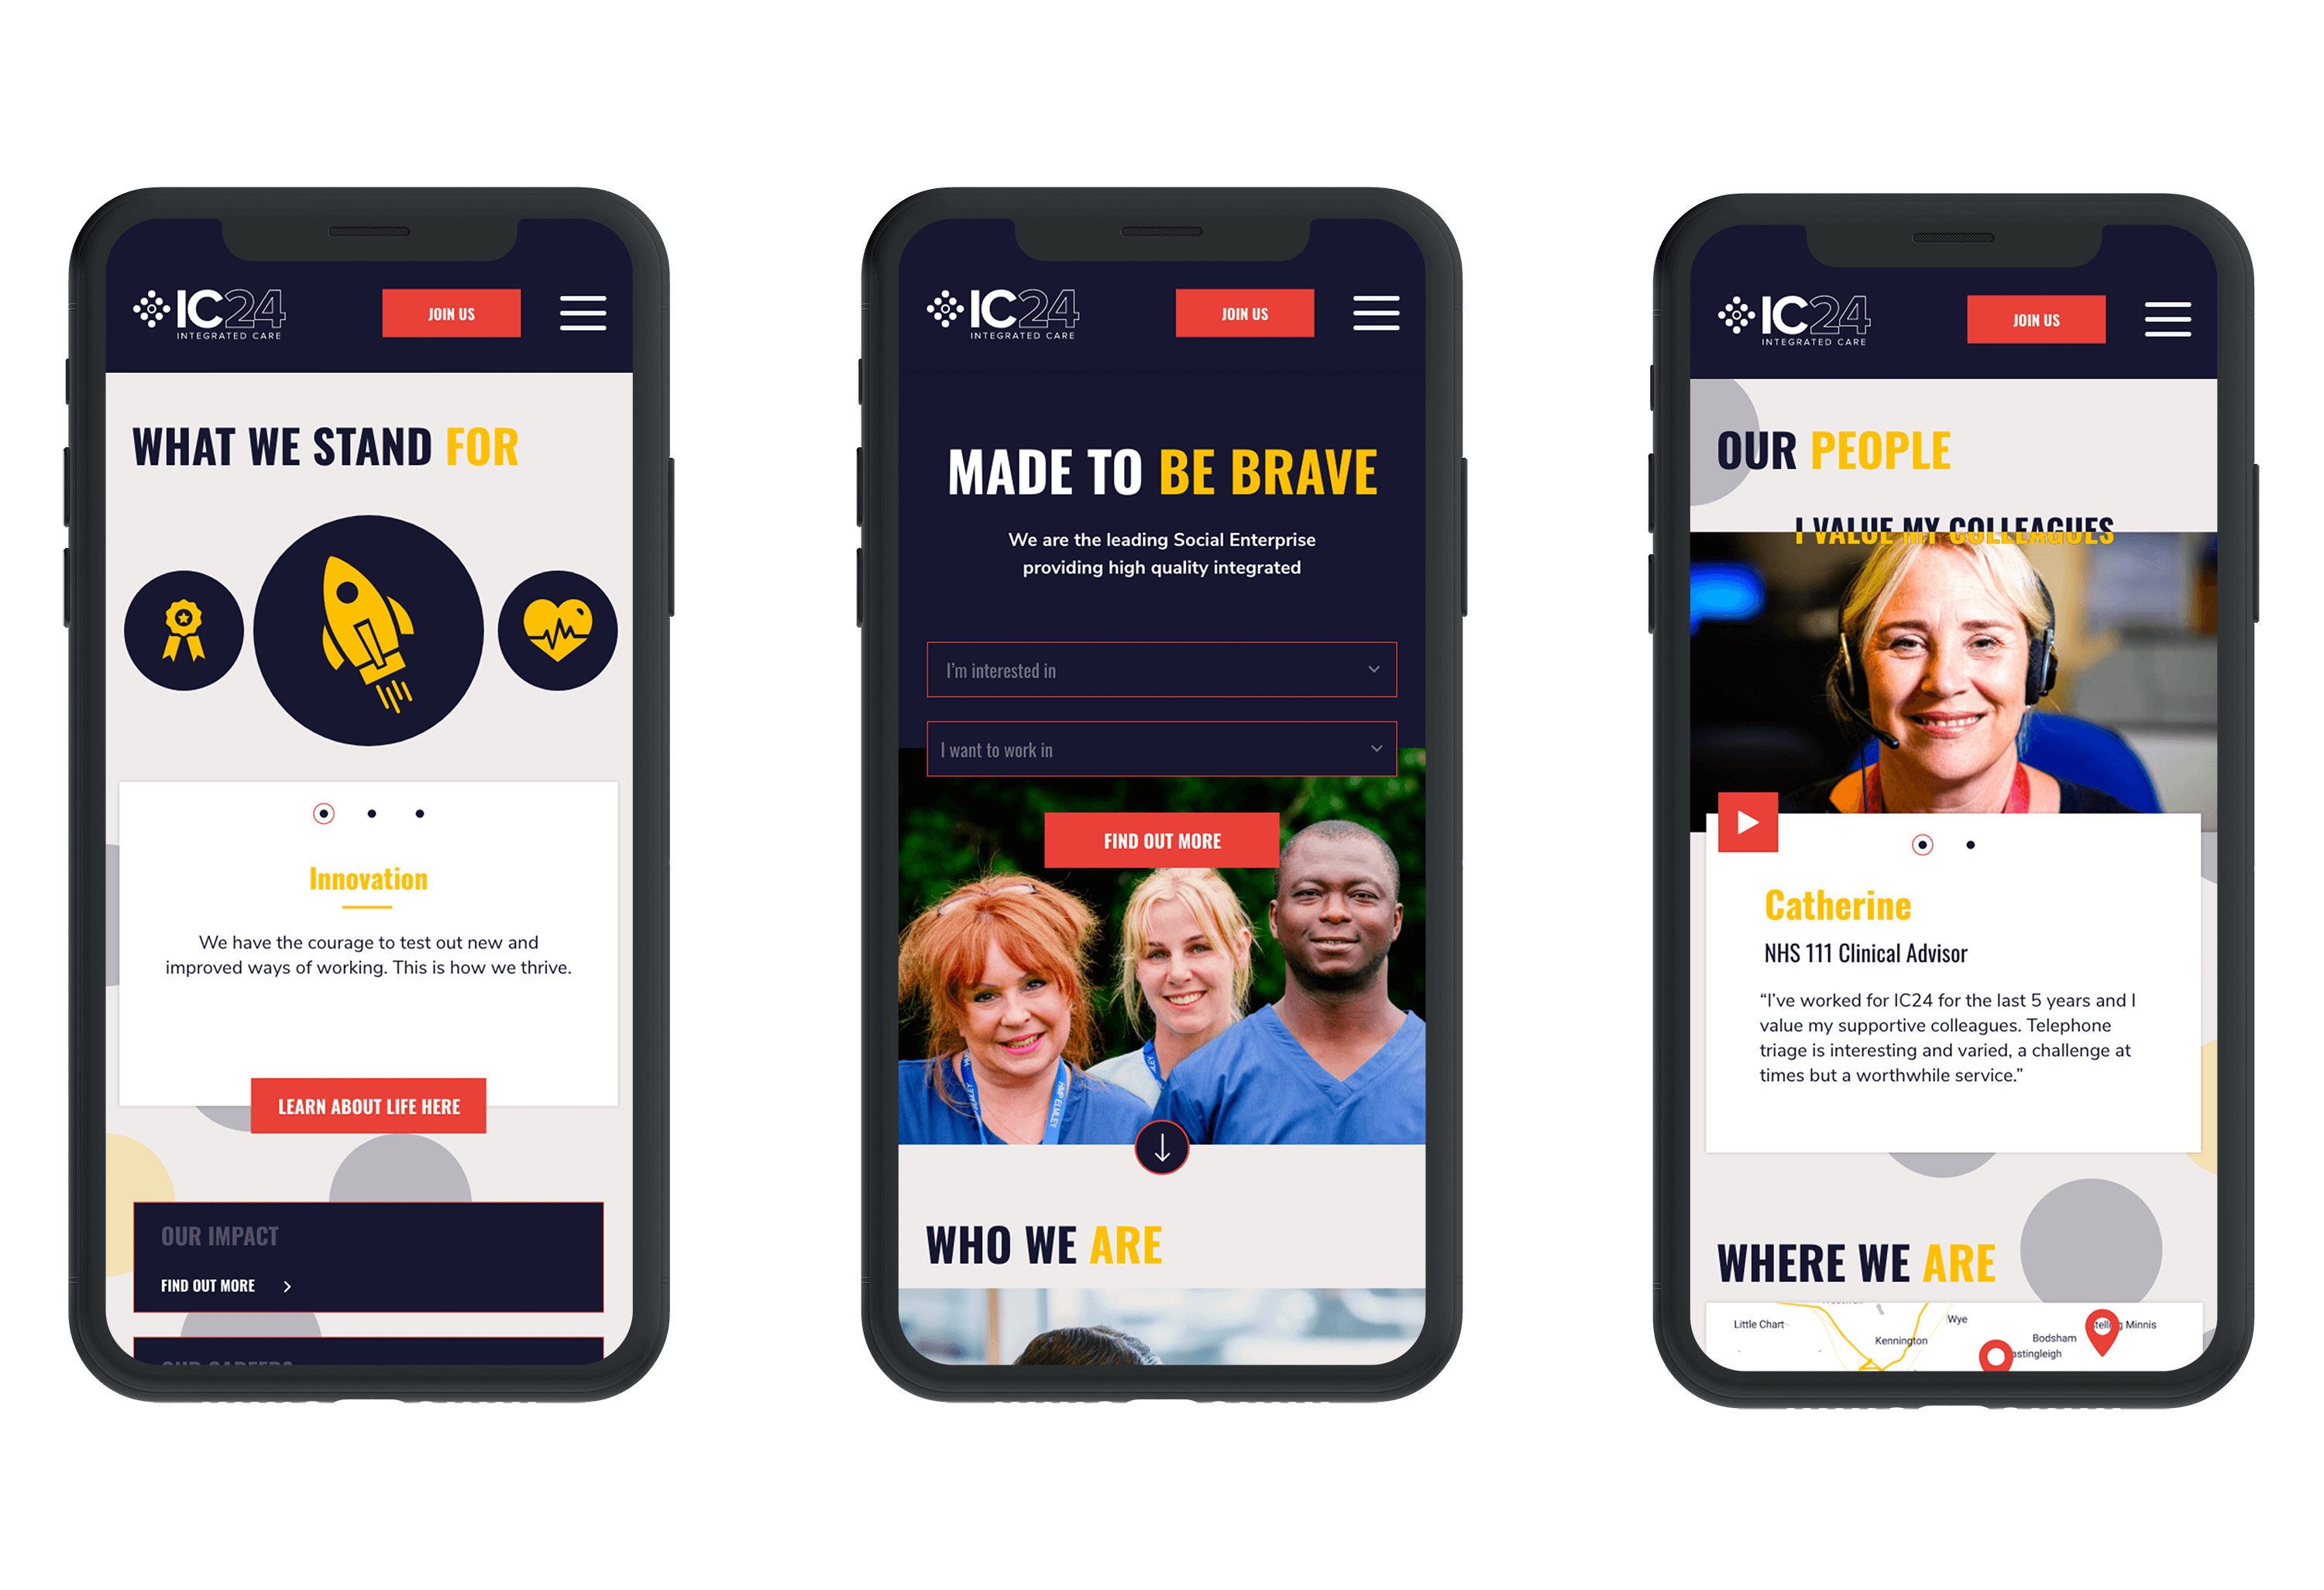 IC24
INTEGRATED CARE
JOIN US
WHAT WE STAND FOR
Innovation
We have the courage to test out new and
improved ways of working. This is how we thrive.
LEARN ABOUT LIFE HERE
OUR IMPACT
FIND OUT MORE
OUR CAREERS
IC24
INTEGRATED CARE
JOIN US
MADE TO BE BRAVE
We are the leading Social Enterprise
providing high quality integrated
I'm interested in
I want to work in
FIND OUT MORE
WHO WE ARE
IC24
INTEGRATED CARE
JOIN US
OUR PEOPLE
I VALUE MY COLLEAGUES
Catherine
NHS 111 Clinical Advisor
“I've worked for IC24 for the last 5 years and I
value my supportive colleagues. Telephone
triage is interesting and varied, a challenge at
times but a worthwhile service.”
WHERE WE ARE
Little Chart
Wye
Kennington
Bodsham
Minnis